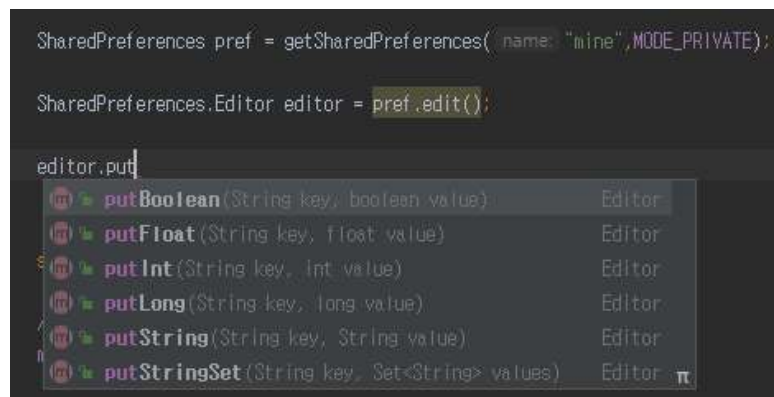 SharedPreferences pref = getSharedPreferences( name: "mine",MODE_PRIVATE);
SharedPreferences.Editor editor = pref.edit();
editor.put
m putBoolean(String key, boolean value) Editor
m putFloat(String key, float value) Editor
m putInt(String key, int value) Editor
m putLong(String key, long value) Editor
m putString(String key, String value) Editor
m putStringSet(String key, Set<String> values) Editor π